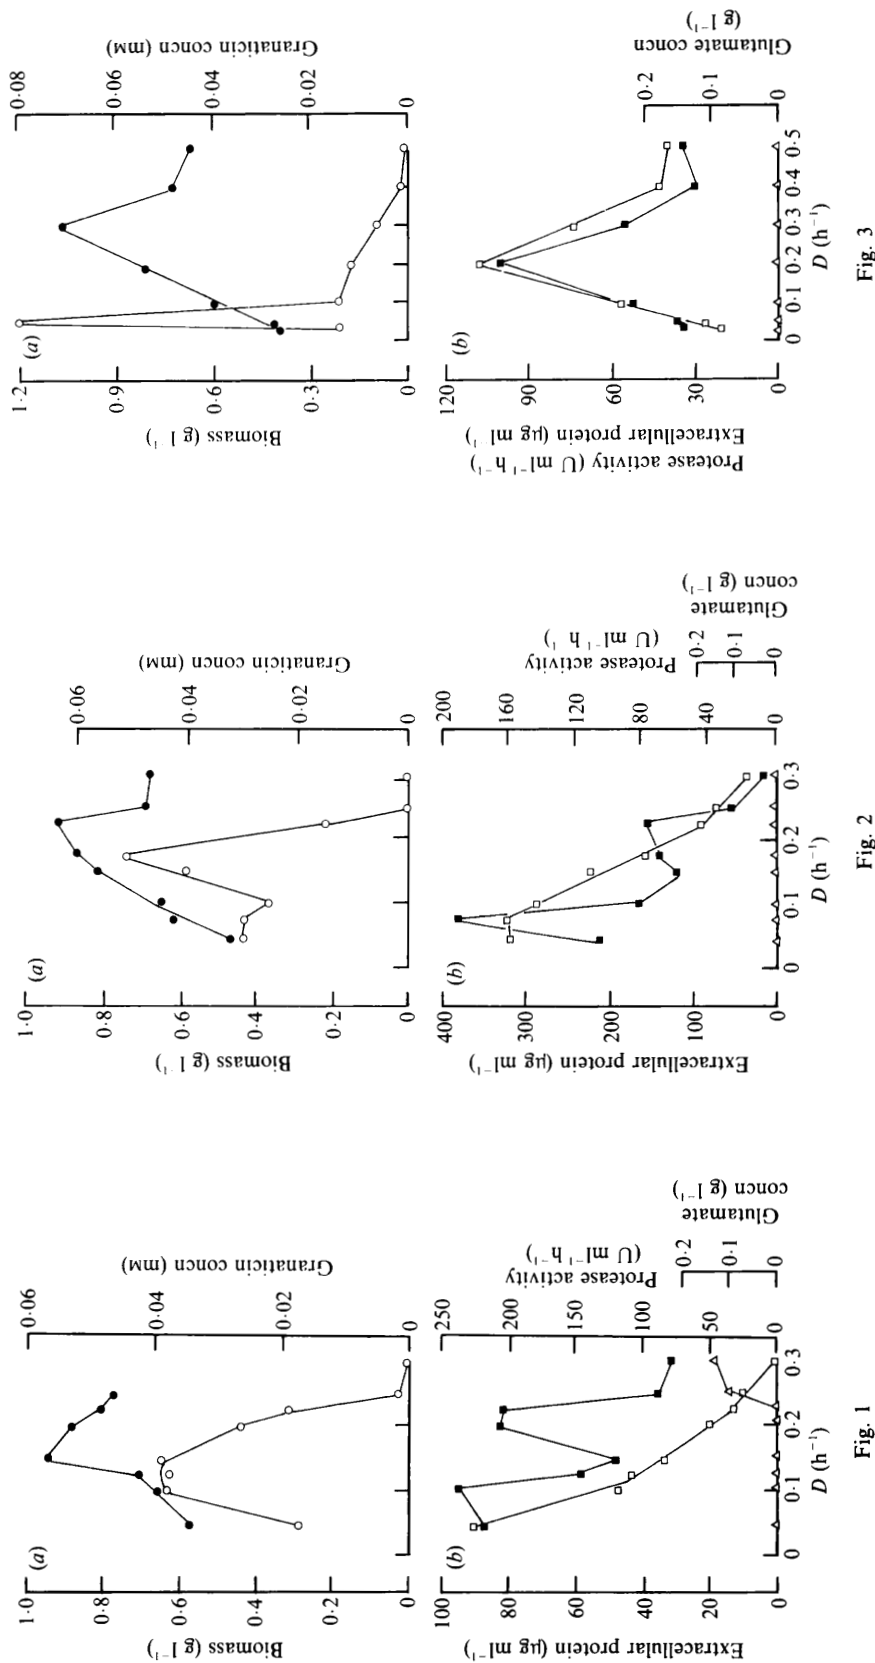 (a)
1·0
0·8
0·6
0·4
0·2
0
Biomass (g l⁻¹)
0·06
0·04
0·02
0
Granaticin concn (mM)
(b)
100
80
60
40
20
0
Extracellular protein (μg ml⁻¹)
250
200
150
100
50
0
Protease activity
(U ml⁻¹ h⁻¹)
0·2
0·1
0
Glutamate
concn (g l⁻¹)
0
0·1
0·2
0·3
D (h⁻¹)
Fig. 1
(a)
1·0
0·8
0·6
0·4
0·2
0
Biomass (g l⁻¹)
0·06
0·04
0·02
0
Granaticin concn (mM)
(b)
400
300
200
100
0
Extracellular protein (μg ml⁻¹)
200
160
140
80
40
0
Protease activity
(U ml⁻¹ h⁻¹)
0·2
0·1
0
Glutamate
concn (g l⁻¹)
0
0·1
0·2
0·3
D (h⁻¹)
Fig. 2
(a)
1·2
0·9
0·6
0·3
0
Biomass (g l⁻¹)
0·08
0·06
0·04
0·02
0
Granaticin concn (mM)
(b)
120
90
60
30
0
Protease activity (U ml⁻¹ h⁻¹)
Extracellular protein (μg ml⁻¹)
0·2
0·1
0
Glutamate concn
(g l⁻¹)
0
0·1
0·2
0·3
0·4
0·5
D (h⁻¹)
Fig. 3